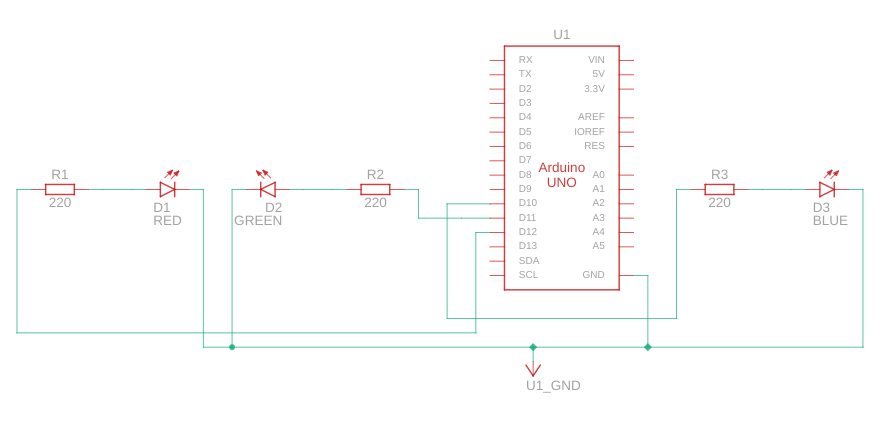 U1
RX
VIN
TX
5V
D2
3.3V
D3
D4
AREF
D5
IOREF
D6
RES
D7
Arduino
UNO
D8
A0
D9
A1
D10
A2
D11
A3
D12
A4
D13
A5
SDA
SCL
GND
R1
220
D1
RED
D2
GREEN
R2
220
R3
220
D3
BLUE
U1_GND